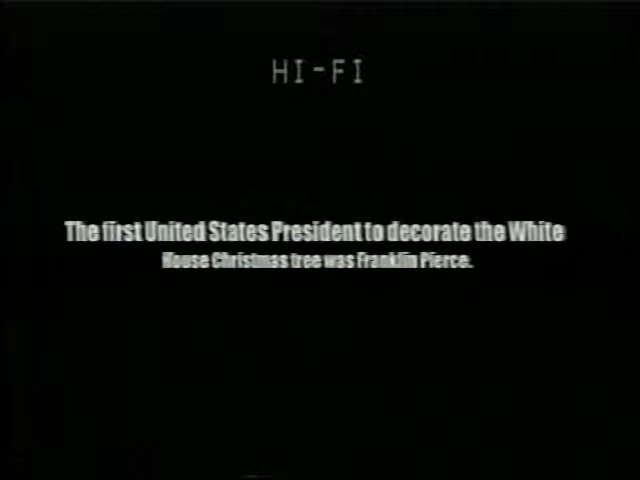 HI-FI
The first United States President to decorate the White
House Christmas tree was Franklin Pierce.